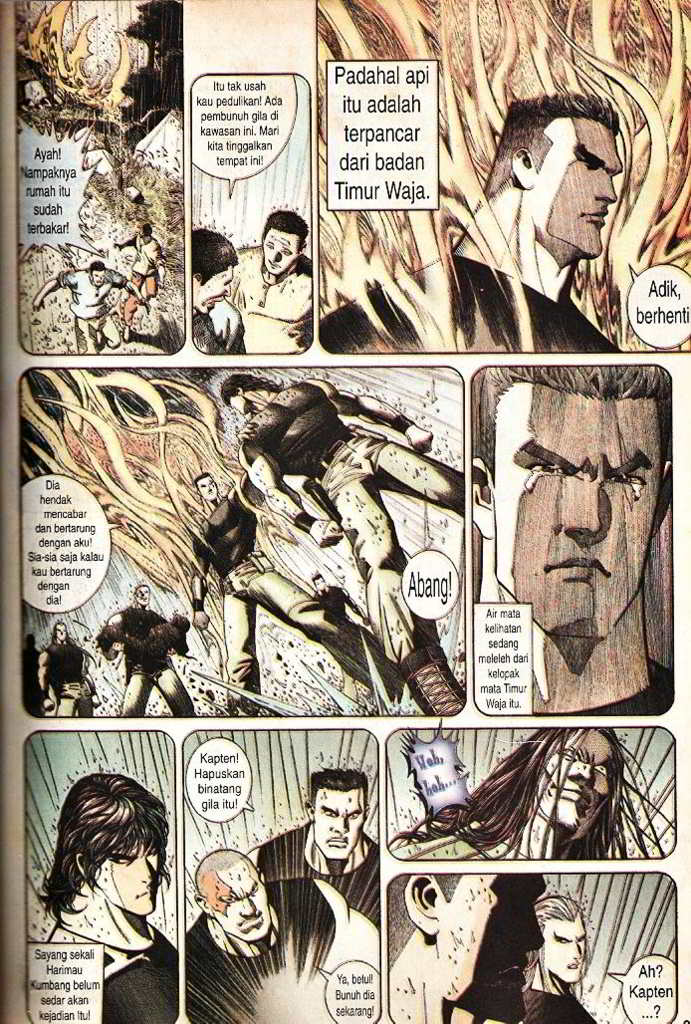 Ayah!
Nampaknya
rumah itu
sudah
terbakar!
Itu tak usah
kau pedulikan! Ada
pembunuh gila di
kawasan ini. Mari
kita tinggalkan
tempat ini!
Padahal api
itu adalah
terpancar
dari badan
Timur Waja.
Adik,
berhenti
Dia
hendak
mencabar
dan bertarung
dengan aku!
Sia-sia saja kalau
kau bertarung
dengan
dia!
Abang!
Air mata
kelihatan
sedang
meleleh dari
kelopak
mata Timur
Waja itu.
Sayang sekali
Harimau
Kumbang belum
sedar akan
kejadian itu!
Kapten!
Hapuskan
binatang
gila itu!
Ya, betul!
Bunuh dia
sekarang!
Woh,
hoh....
Ah?
Kapten
...?